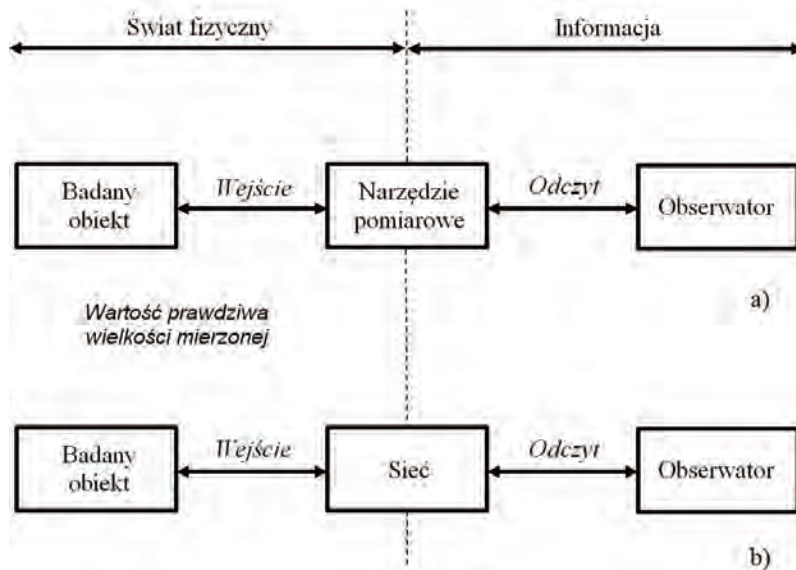 Świat fizyczny
Informacja
Badany
obiekt
Wejście
Narzędzie
pomiarowe
Odczyt
Obserwator
a)
Wartość prawdziwa
wielkości mierzonej
Badany
obiekt
Wejście
Sieć
Odczyt
Obserwator
b)